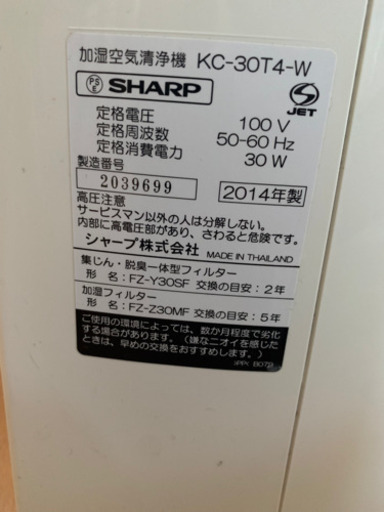 加湿空気清浄機 KC-30T4-W
PS E SHARP
JET
定格電圧 100 V
定格周波数 50-60 Hz
定格消費電力 30 W
製造番号
2039699 2014年製
高圧注意
サービスマン以外の人は分解しない。
内部に高電圧部があり、さわると危険です。
シャープ株式会社 MADE IN THAILAND
集じん・脱臭一体型フィルター
形 名：FZ-Y30SF 交換の目安：2年
加湿フィルター
形 名：FZ-Z30MF 交換の目安：5年
ご使用の環境によっては、数か月程度で劣化
する場合があります。（嫌なニオイを感じた
ときは、早めの交換をおすすめします）